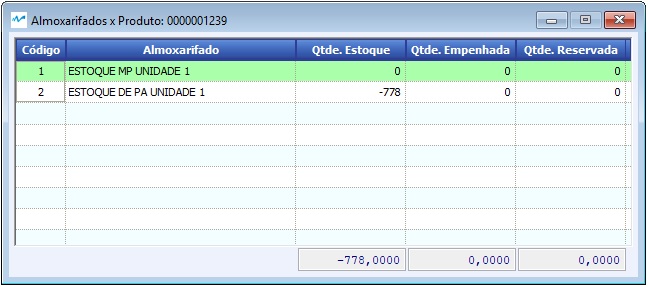 Almoxarifados x Produto: 0000001239
Código Almoxarifado Qtde. Estoque Qtde. Empenhada Qtde. Reservada
1 ESTOQUE MP UNIDADE 1 0 0 0
2 ESTOQUE DE PA UNIDADE 1 -778 0 0
-778,0000 0,0000 0,0000